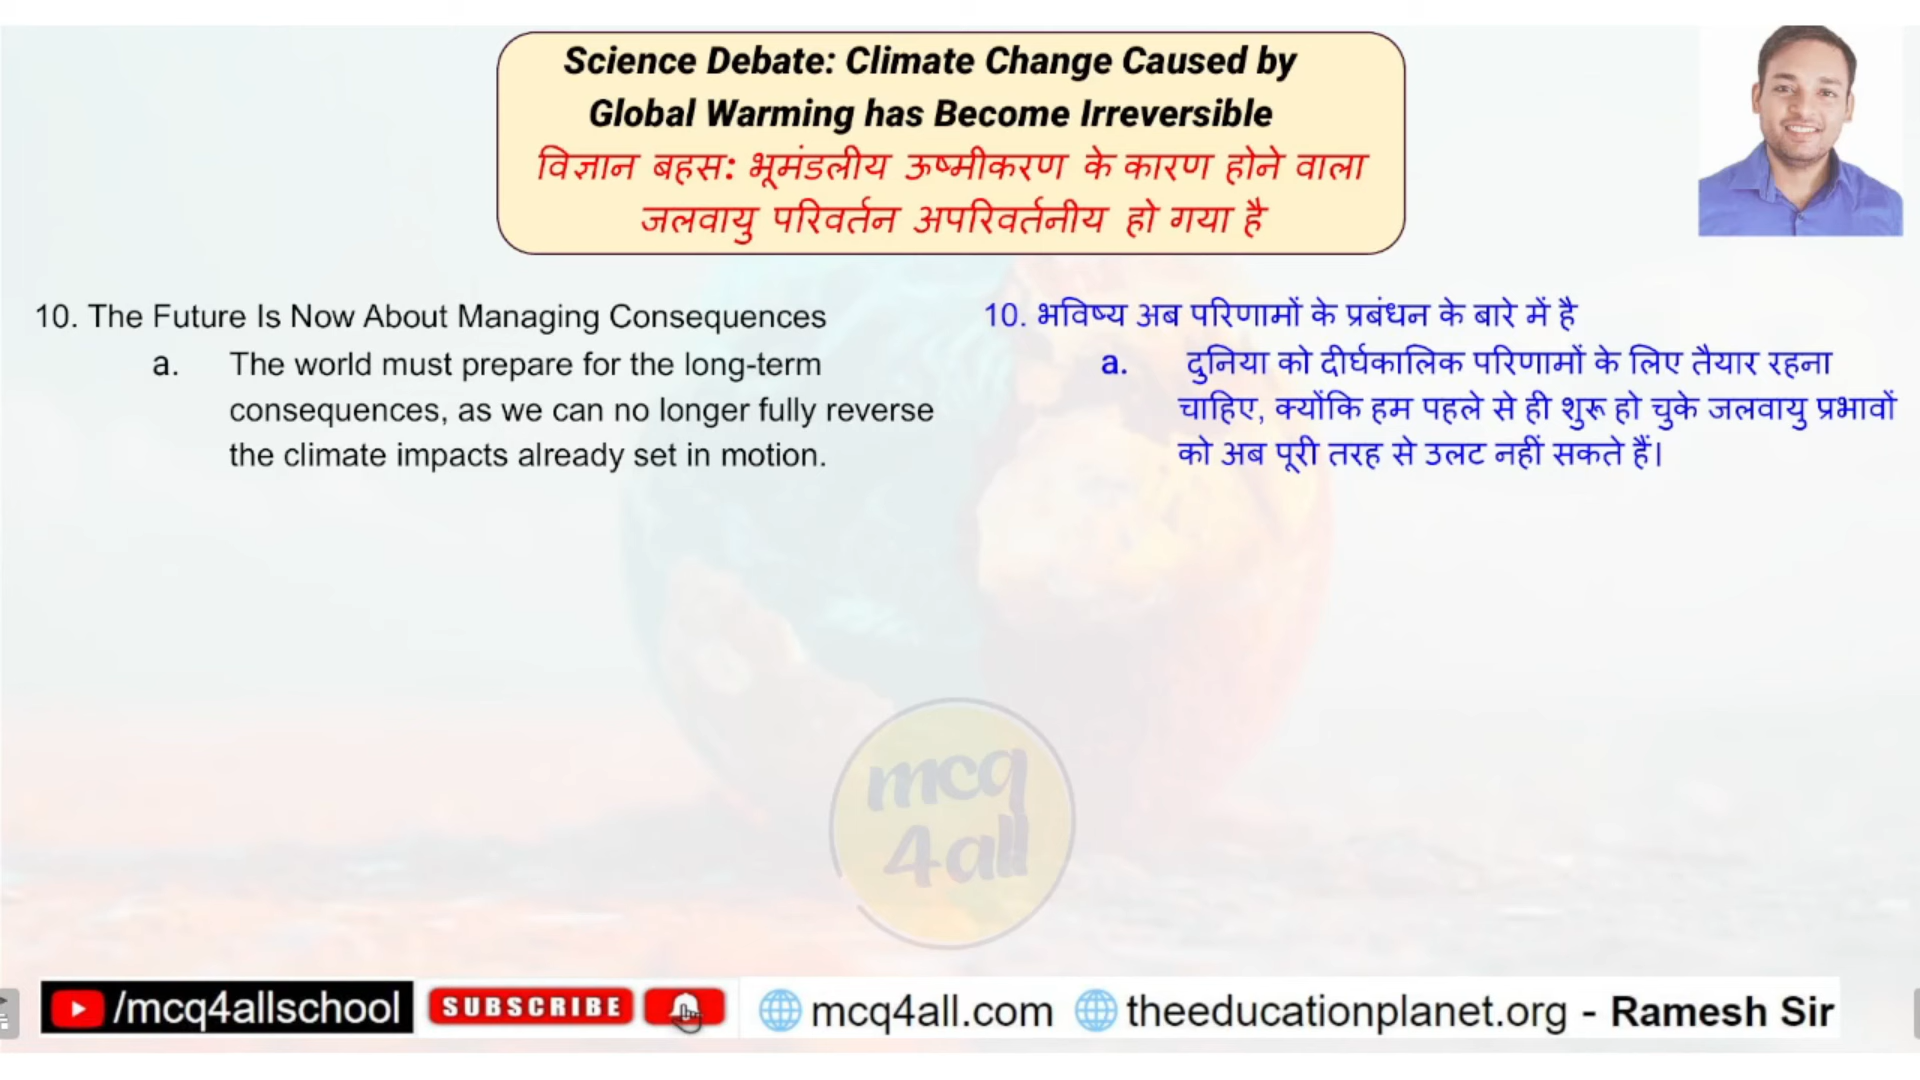 Science Debate: Climate Change Caused by
Global Warming has Become Irreversible
विज्ञान बहस: भूमंडलीय ऊष्मीकरण के कारण होने वाला
जलवायु परिवर्तन अपरिवर्तनीय हो गया है
10. The Future Is Now About Managing Consequences
a. The world must prepare for the long-term
consequences, as we can no longer fully reverse
the climate impacts already set in motion.
10. भविष्य अब परिणामों के प्रबंधन के बारे में है
a. दुनिया को दीर्घकालिक परिणामों के लिए तैयार रहना
चाहिए, क्योंकि हम पहले से ही शुरू हो चुके जलवायु प्रभावों
को अब पूरी तरह से उलट नहीं सकते हैं।
mcq
4all
/mcq4allschool SUBSCRIBE mcq4all.com theeducationplanet.org - Ramesh Sir